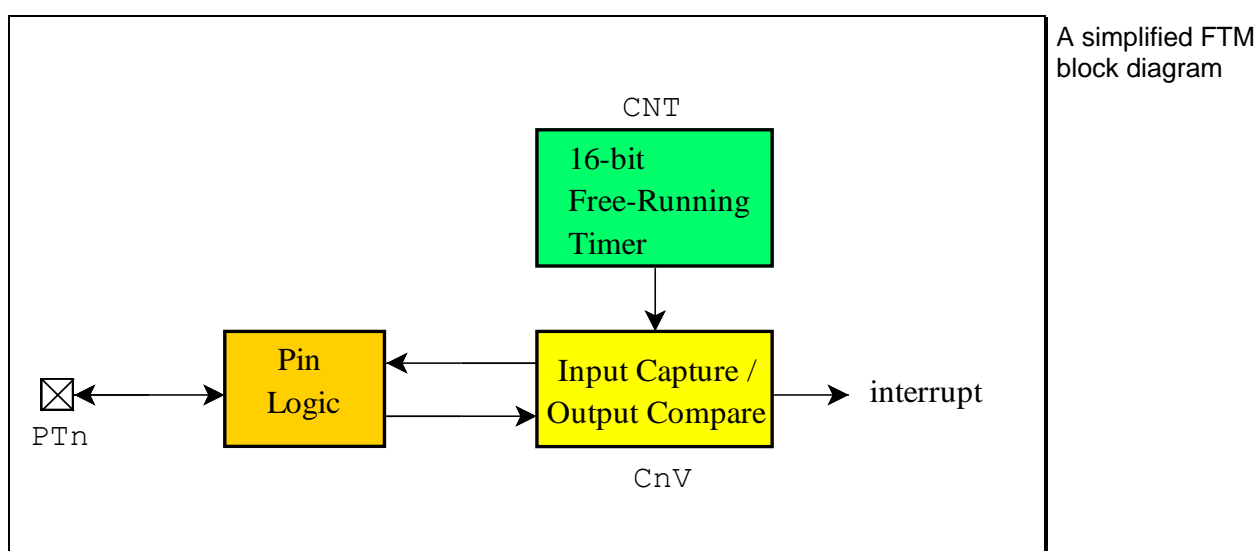 A simplified FTM
block diagram
CNT
16-bit
Free-Running
Timer
Pin
Logic
Input Capture /
Output Compare
interrupt
PTn
CnV